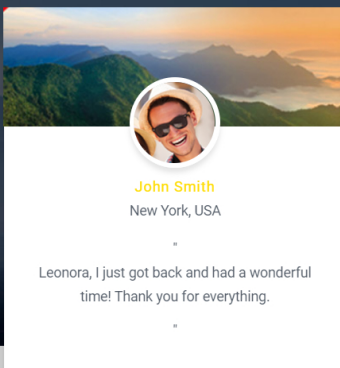 John Smith
New York, USA
"
Leonora, I just got back and had a wonderful
time! Thank you for everything.
"